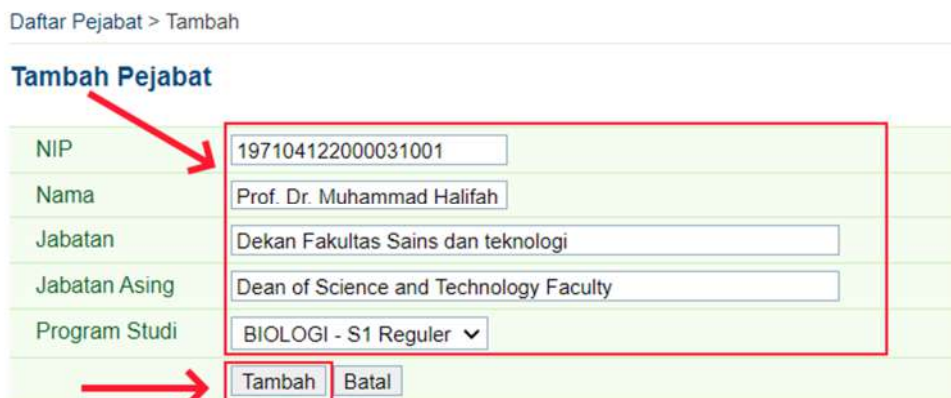 Daftar Pejabat > Tambah
Tambah Pejabat
NIP 197104122000031001
Nama Prof. Dr. Muhammad Halifah
Jabatan Dekan Fakultas Sains dan teknologi
Jabatan Asing Dean of Science and Technology Faculty
Program Studi BIOLOGI - S1 Reguler
Tambah Batal